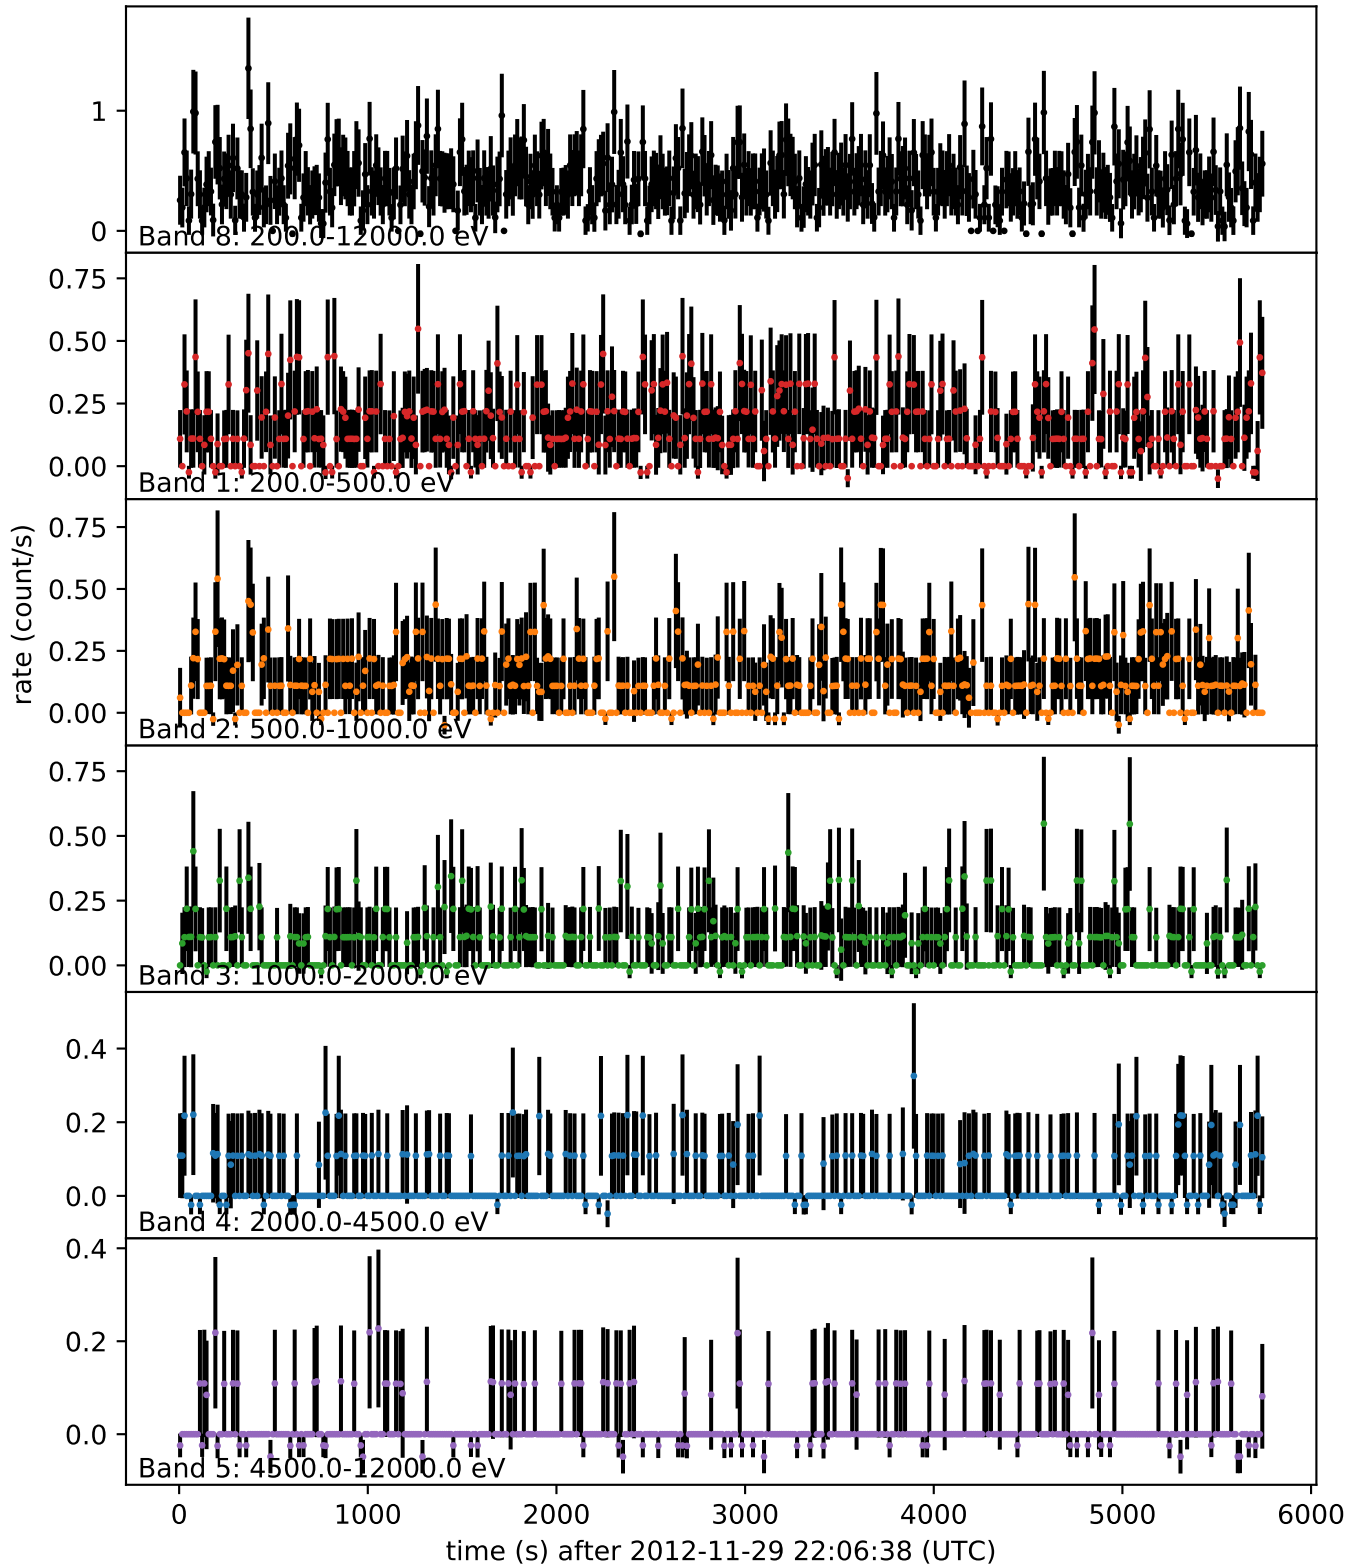 1
0
Band 8: 200.0-12000.0 eV
0.75
0.50
0.25
0.00
Band 1: 200.0-500.0 eV
rate (count/s)
0.75
0.50
0.25
0.00
Band 2: 500.0-1000.0 eV
0.75
0.50
0.25
0.00
Band 3: 1000.0-2000.0 eV
0.4
0.2
0.0
Band 4: 2000.0-4500.0 eV
0.4
0.2
0.0
Band 5: 4500.0-12000.0 eV
0 1000 2000 3000 4000 5000 6000
time (s) after 2012-11-29 22:06:38 (UTC)